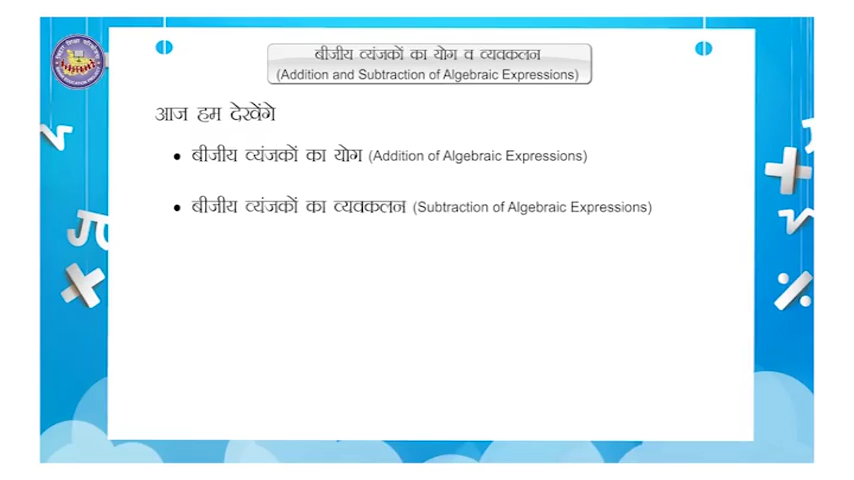 बीजीय व्यंजकों का योग व व्यवकलन
(Addition and Subtraction of Algebraic Expressions)
आज हम देखेंगे
• बीजीय व्यंजकों का योग (Addition of Algebraic Expressions)
• बीजीय व्यंजकों का व्यवकलन (Subtraction of Algebraic Expressions)